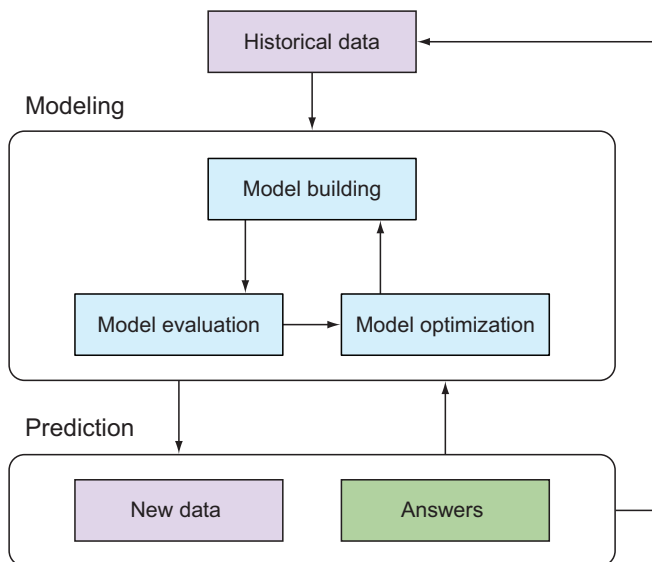 Historical data
Modeling
Model building
Model evaluation
Model optimization
Prediction
New data
Answers